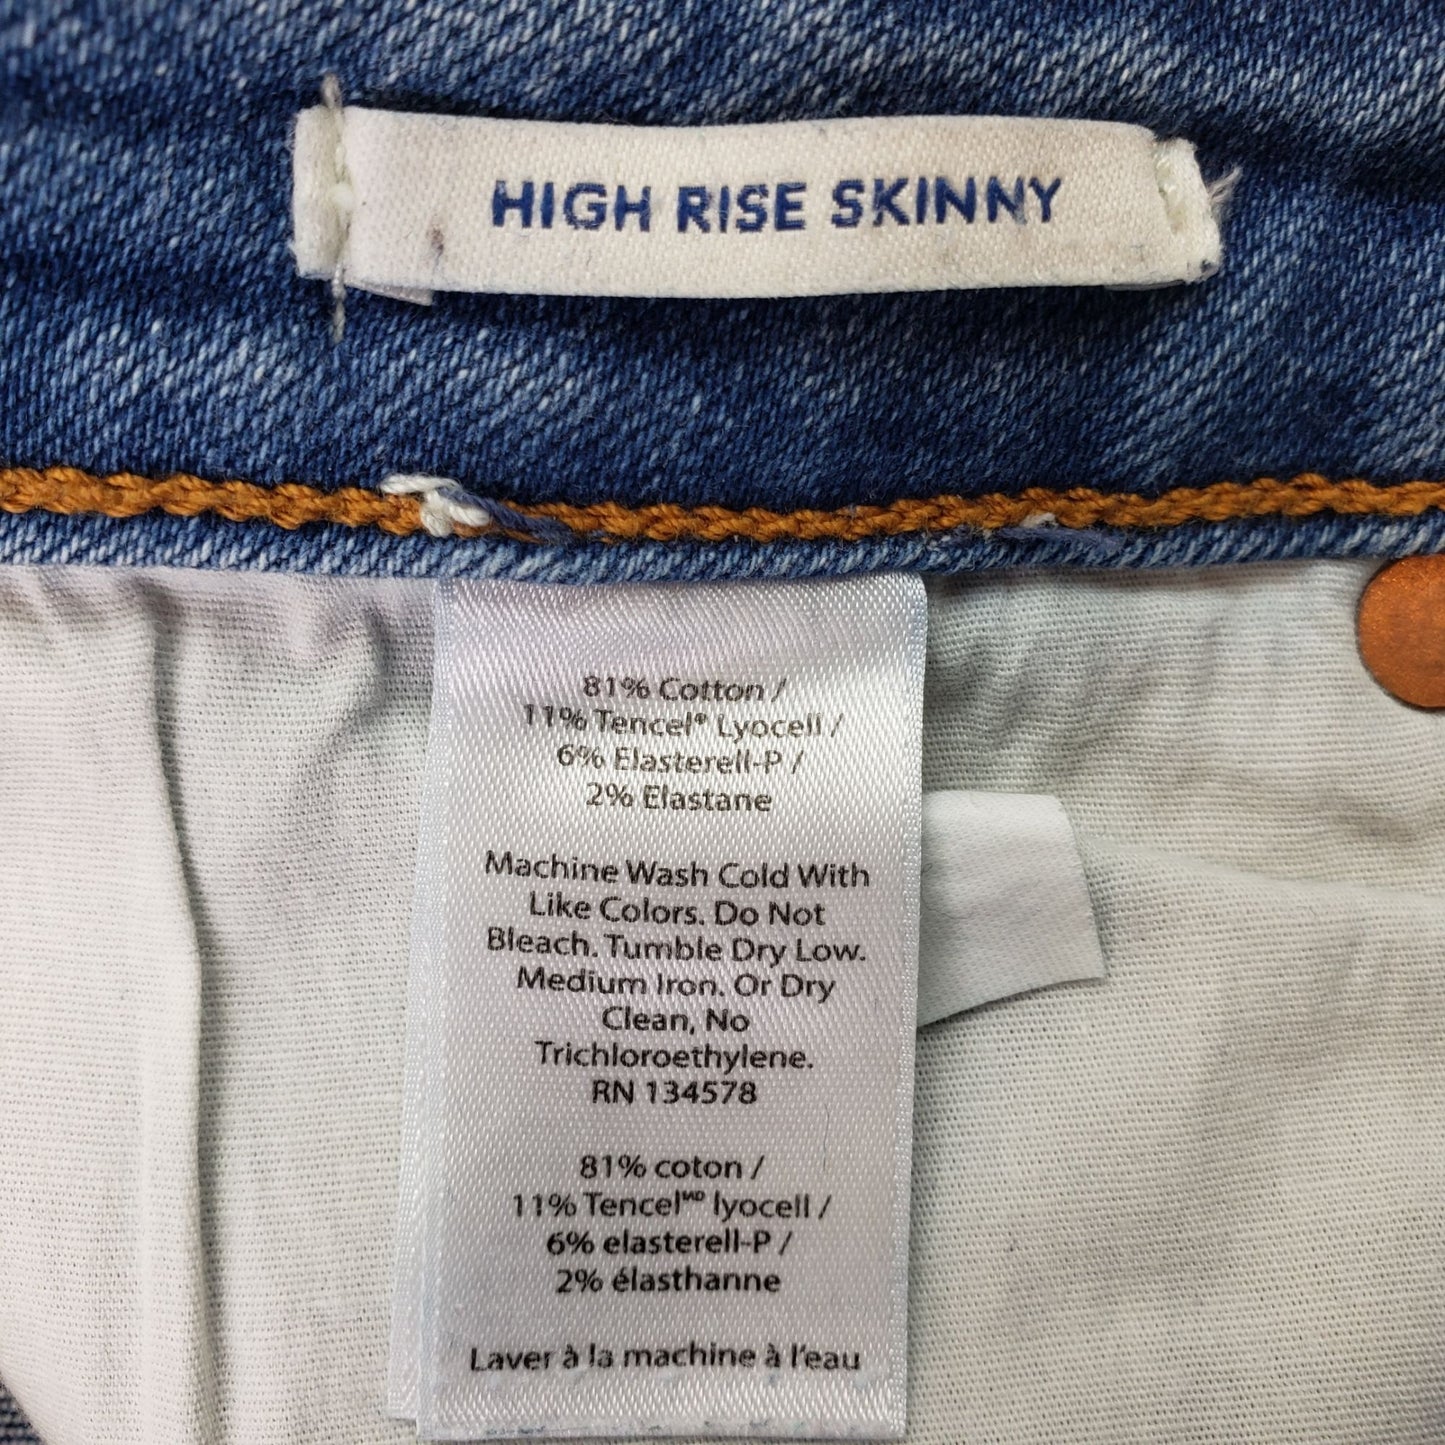 HIGH RISE SKINNY
81% Cotton /
11% Tencel® Lyocell /
6% Elasterell-P /
2% Elastane
Machine Wash Cold With
Like Colors. Do Not
Bleach. Tumble Dry Low.
Medium Iron. Or Dry
Clean, No
Trichloroethylene.
RN 134578
81% coton /
11% Tencelᴹᴰ lyocell /
6% elasterell-P /
2% élasthanne
Laver à la machine à l'eau